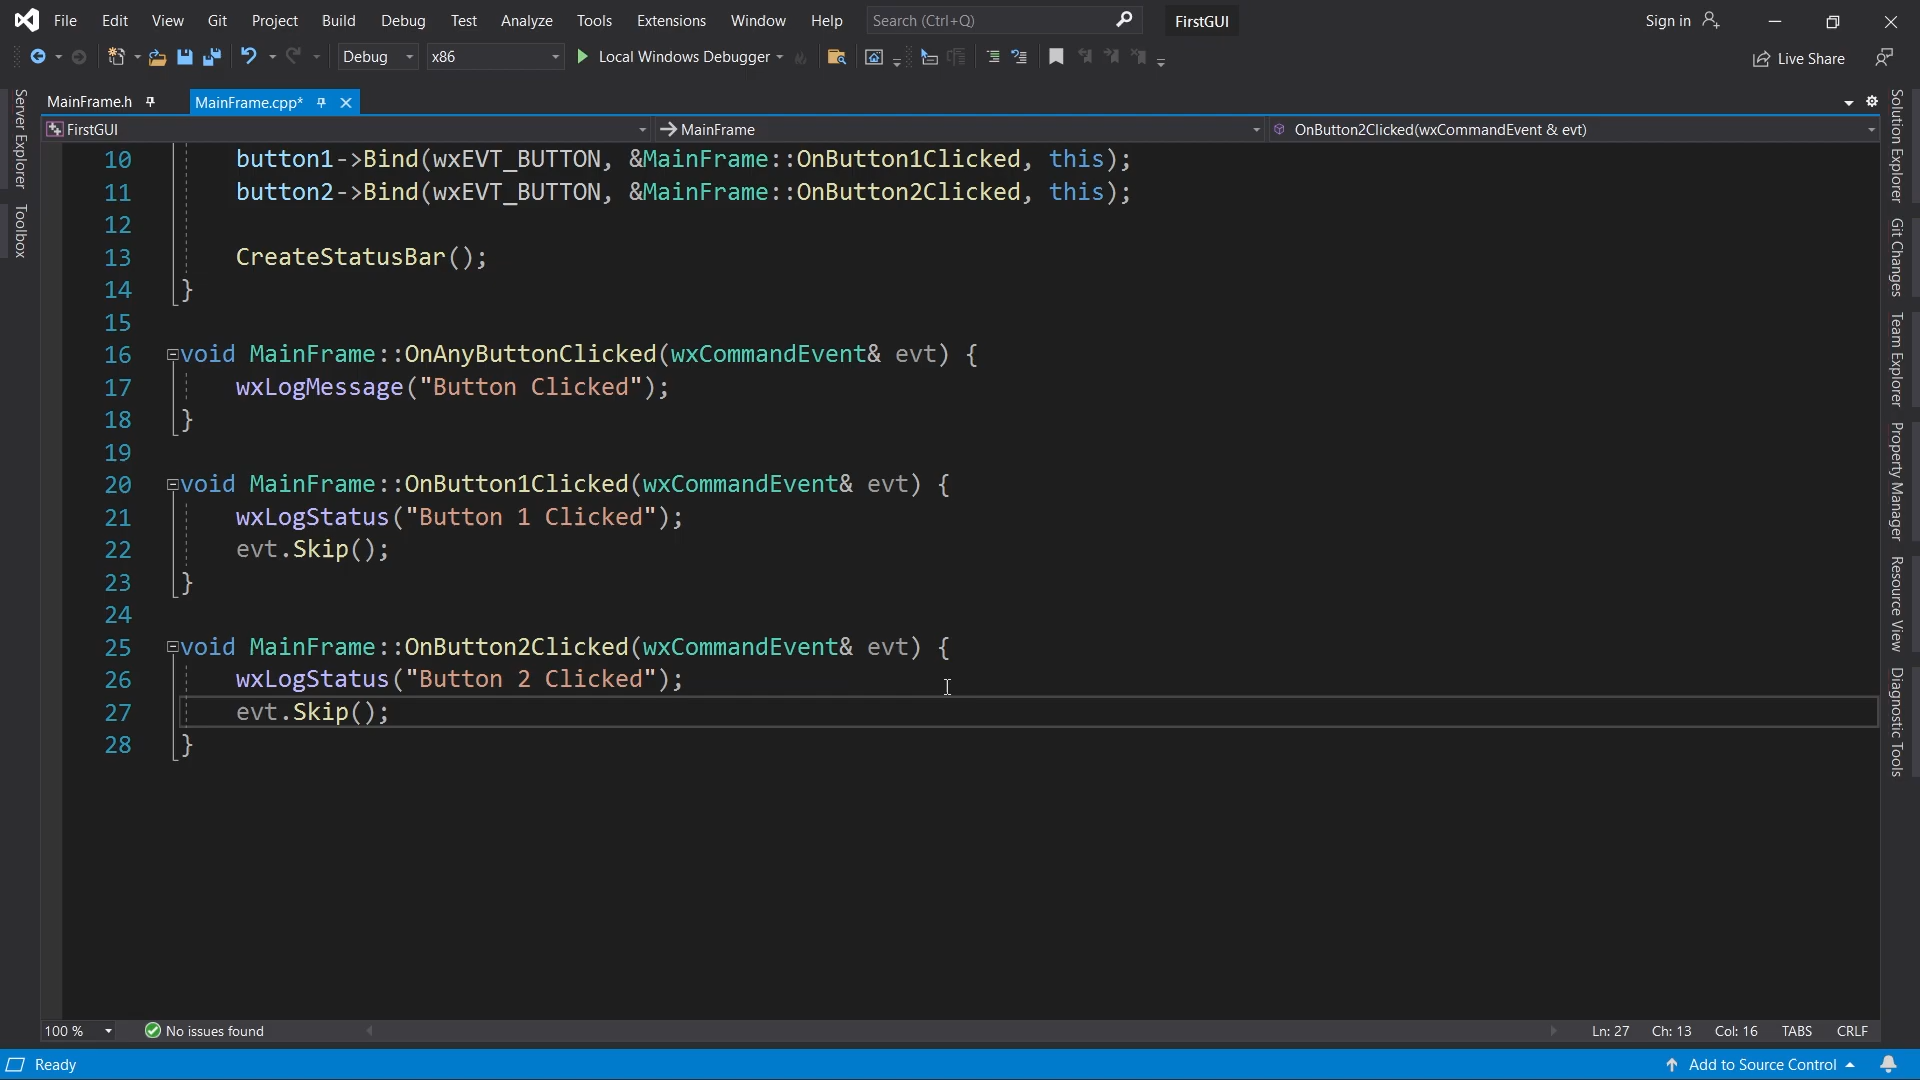 File Edit View Git Project Build Debug Test Analyze Tools Extensions Window Help Search (Ctrl+Q) FirstGUI Sign in
Debug x86 Local Windows Debugger Live Share
MainFrame.h MainFrame.cpp*
FirstGUI MainFrame OnButton2Clicked(wxCommandEvent & evt)
10 button1->Bind(wxEVT_BUTTON, &MainFrame::OnButton1Clicked, this);
11 button2->Bind(wxEVT_BUTTON, &MainFrame::OnButton2Clicked, this);
12
13 CreateStatusBar();
14 }
15
16 void MainFrame::OnAnyButtonClicked(wxCommandEvent& evt) {
17 wxLogMessage("Button Clicked");
18 }
19
20 void MainFrame::OnButton1Clicked(wxCommandEvent& evt) {
21 wxLogStatus("Button 1 Clicked");
22 evt.Skip();
23 }
24
25 void MainFrame::OnButton2Clicked(wxCommandEvent& evt) {
26 wxLogStatus("Button 2 Clicked");
27 evt.Skip();
28 }
Server Explorer
Toolbox
Solution Explorer
Git Changes
Team Explorer
Property Manager
Resource View
Diagnostic Tools
100 % No issues found Ln: 27 Ch: 13 Col: 16 TABS CRLF
Ready Add to Source Control